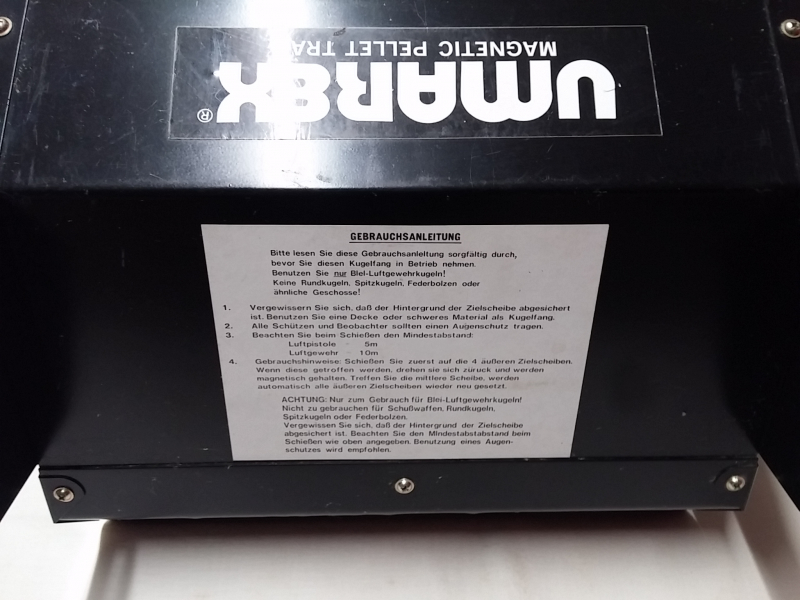 MAGNETIC PELLET TRA
UMAREX®
GEBRAUCHSANLEITUNG
Bitte lesen Sie diese Gebrauchsanleitung sorgfältig durch,
bevor Sie diesen Kugelfang in Betrieb nehmen.
Benutzen Sie nur Blei-Luftgewehrkugeln!
Keine Rundkugeln, Spitzkugeln, Federbolzen oder
ähnliche Geschosse!
1. Vergewissern Sie sich, daß der Hintergrund der Zielscheibe abgesichert
ist. Benutzen Sie eine Decke oder schweres Material als Kugelfang.
2. Alle Schützen und Beobachter sollten einen Augenschutz tragen.
3. Beachten Sie beim Schießen den Mindestabstand:
Luftpistole - 5m
Luftgewehr - 10m
4. Gebrauchshinweise: Schießen Sie zuerst auf die 4 äußeren Zielscheiben.
Wenn diese getroffen werden, drehen sie sich zurück und werden
magnetisch gehalten. Treffen Sie die mittlere Scheibe, werden
automatisch alle äußeren Zielscheiben wieder neu gesetzt.
ACHTUNG: Nur zum Gebrauch für Blei-Luftgewehrkugeln!
Nicht zu gebrauchen für Schußwaffen, Rundkugeln,
Spitzkugeln oder Federbolzen.
Vergewissern Sie sich, daß der Hintergrund der Zielscheibe
abgesichert ist. Beachten Sie den Mindestabstabstand beim
Schießen wie oben angegeben. Benutzung eines Augen-
schutzes wird empfohlen.